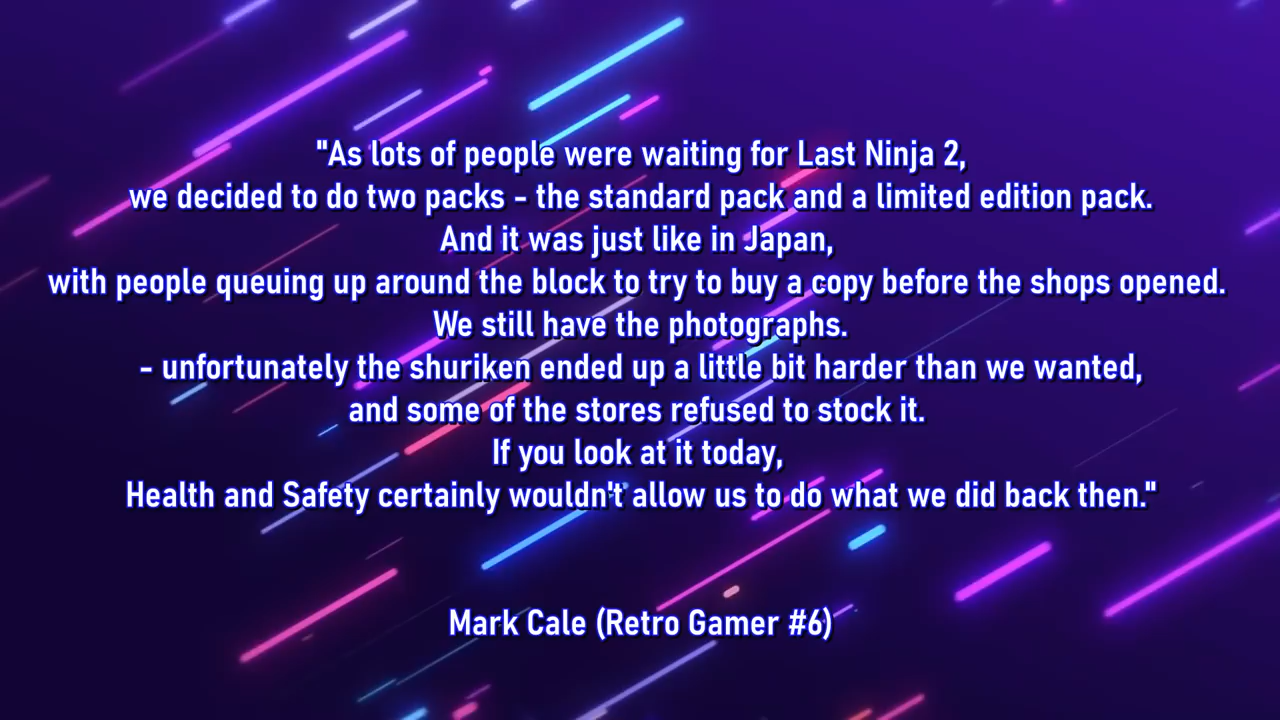 "As lots of people were waiting for Last Ninja 2,
we decided to do two packs - the standard pack and a limited edition pack.
And it was just like in Japan,
with people queuing up around the block to try to buy a copy before the shops opened.
We still have the photographs.
- unfortunately the shuriken ended up a little bit harder than we wanted,
and some of the stores refused to stock it.
If you look at it today,
Health and Safety certainly wouldn't allow us to do what we did back then."
Mark Cale (Retro Gamer #6)